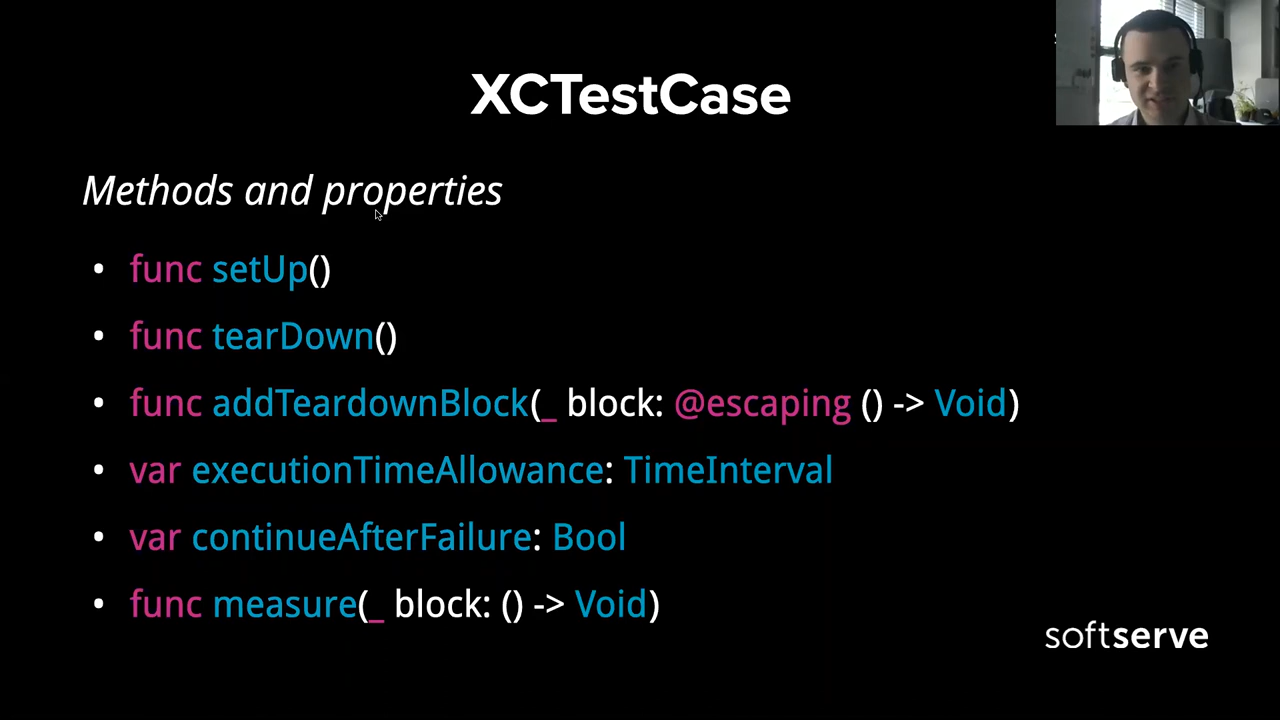 XCTestCase
Methods and properties
• func setUp()
• func tearDown()
• func addTeardownBlock(_ block: @escaping () -> Void)
• var executionTimeAllowance: TimeInterval
• var continueAfterFailure: Bool
• func measure(_ block: () -> Void)
softserve